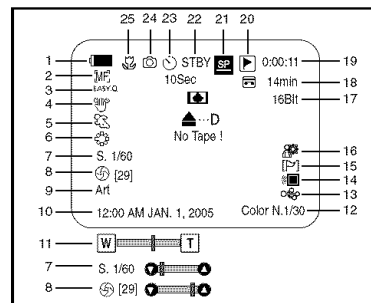 25 24 23 22 21 20
1 STBY SP 0:00:11 19
2 MF 10Sec 14min 18
3 EASY.Q 16Bit 17
4
5 ...D
6 No Tape !
7 S. 1/60 16
8 [29] 15
9 Art 14
13
10 12:00 AM JAN. 1, 2005 Color N.1/30 12
11 W T
7 S. 1/60
8 [29]